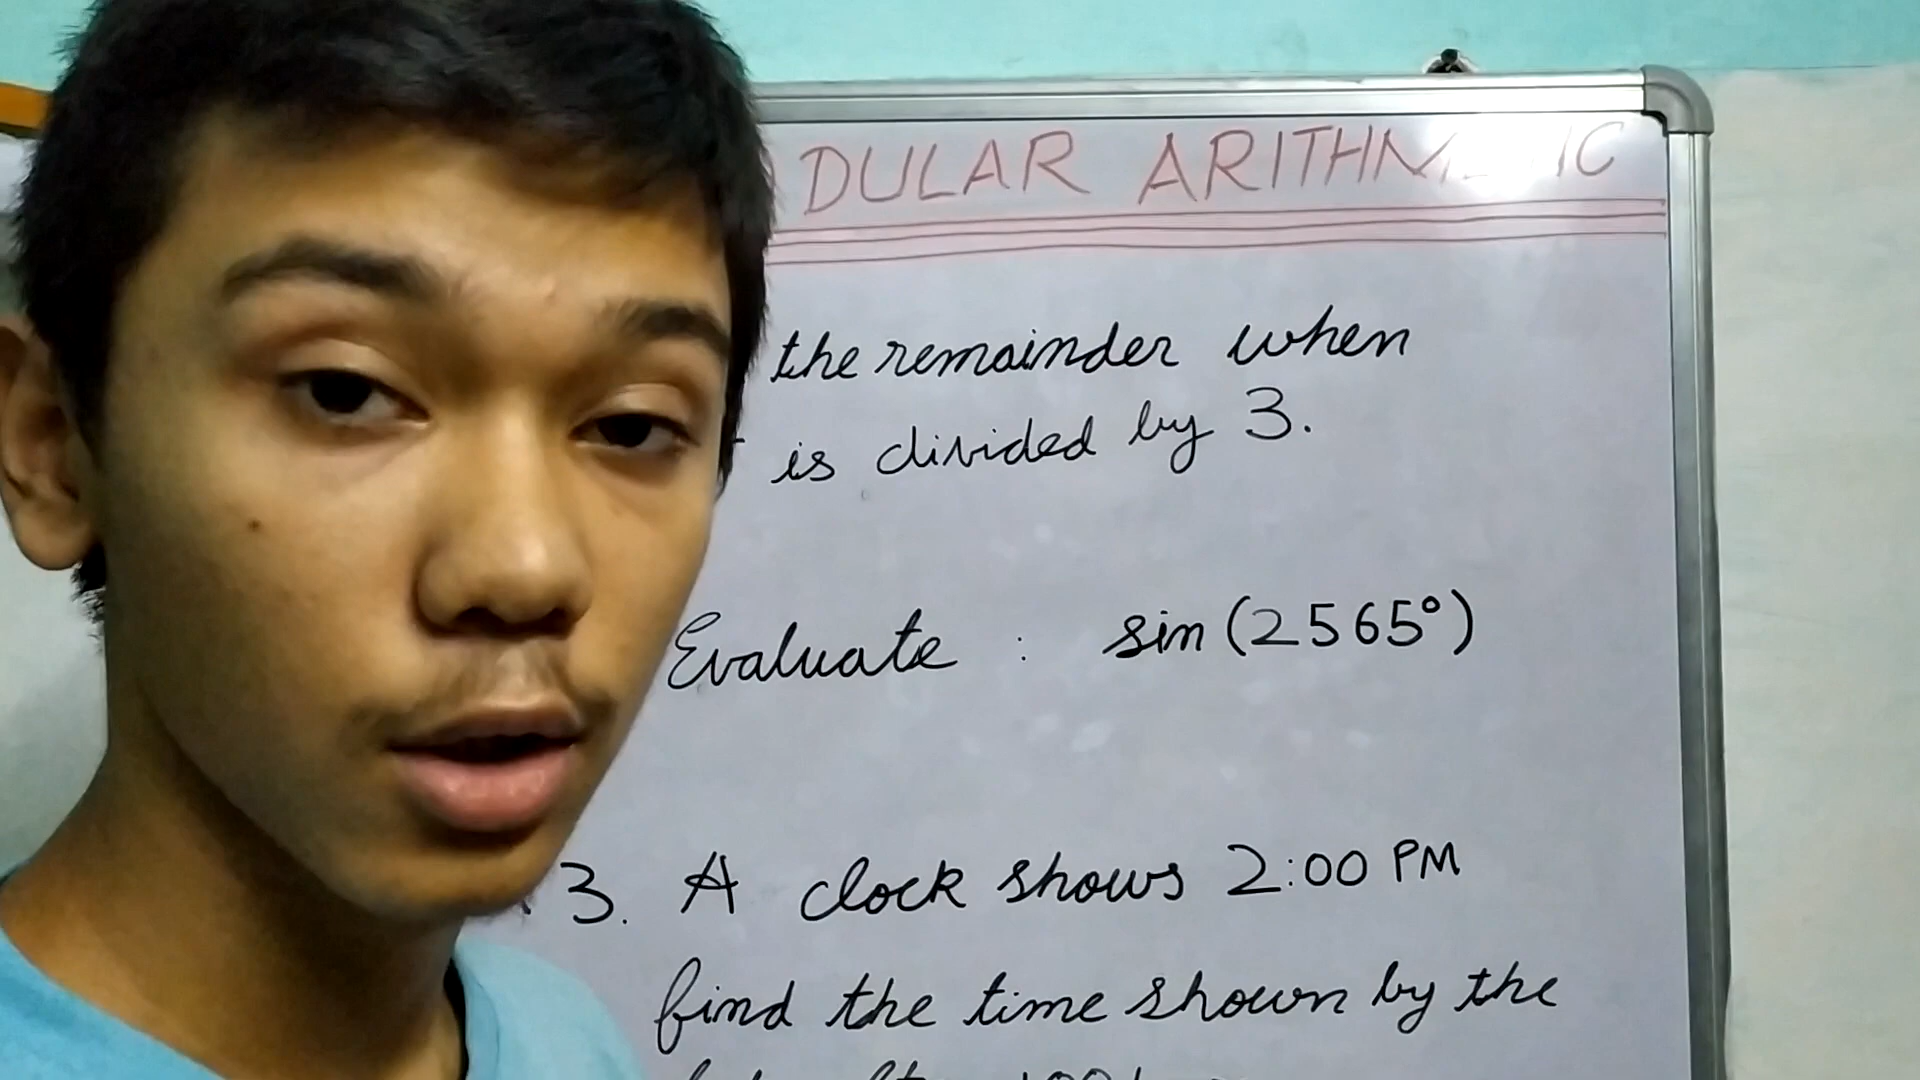 DULAR ARITHM IC
the remainder when
is divided by 3.
Evaluate : sin (2565°)
3. A clock shows 2:00 PM
find the time shown by the